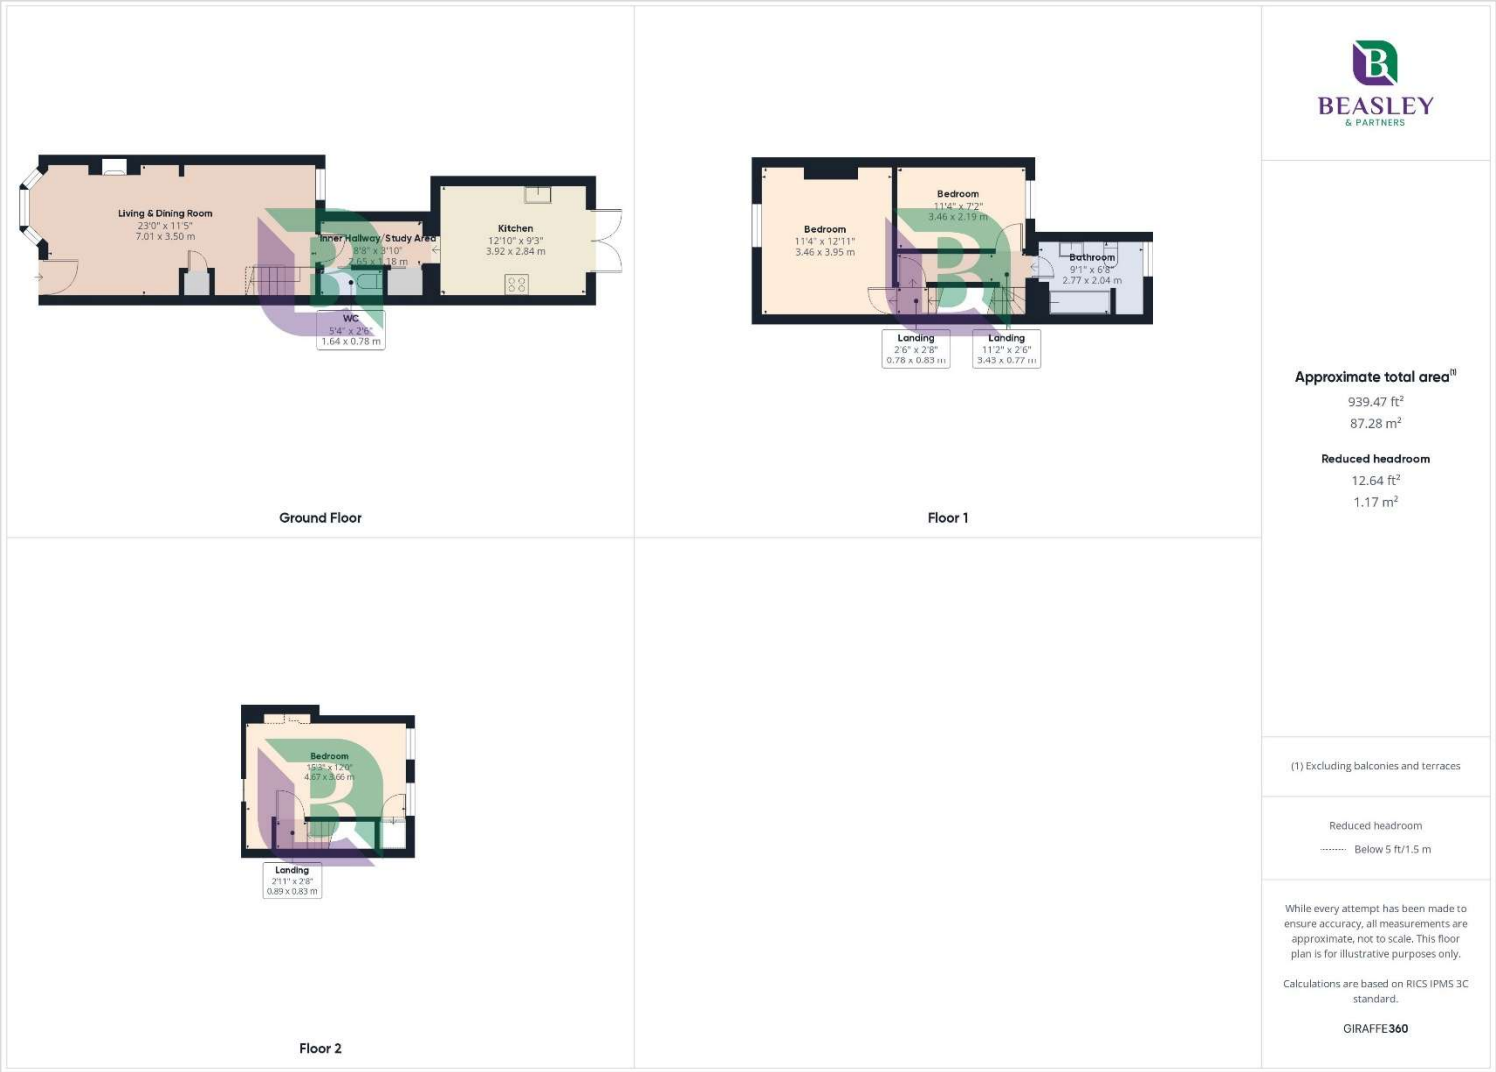 Living & Dining Room
23'0" x 11'5"
7.01 x 3.50 m
Inner Hallway/Study Area
8'8" x 3'10"
2.65 x 1.18 m
Kitchen
12'10" x 9'3"
3.92 x 2.84 m
WC
5'4" x 2'6"
1.64 x 0.78 m
Ground Floor
Bedroom
11'4" x 12'11"
3.46 x 3.95 m
Bedroom
11'4" x 7'2"
3.46 x 2.19 m
Bathroom
9'1" x 6'8"
2.77 x 2.04 m
Landing
2'6" x 2'8"
0.78 x 0.83 m
Landing
11'2" x 2'6"
3.43 x 0.77 m
Floor 1
Bedroom
15'3" x 12'0"
4.67 x 3.66 m
Landing
2'11" x 2'8"
0.89 x 0.83 m
Floor 2
B
BEASLEY
& PARTNERS
Approximate total area(1)
939.47 ft²
87.28 m²
Reduced headroom
12.64 ft²
1.17 m²
(1) Excluding balconies and terraces
Reduced headroom
Below 5 ft/1.5 m
While every attempt has been made to
ensure accuracy, all measurements are
approximate, not to scale. This floor
plan is for illustrative purposes only.
Calculations are based on RICS IPMS 3C
standard.
GIRAFFE360